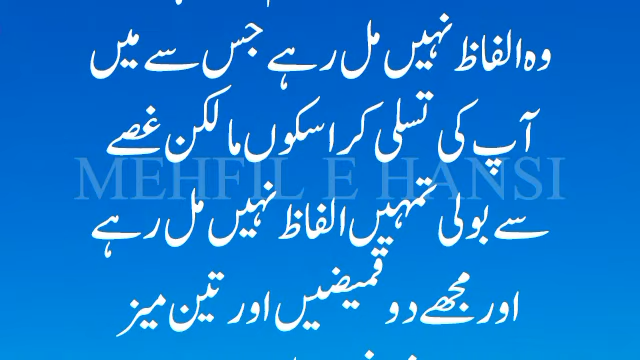 وہ الفاظ نہیں مل رہے جس سے میں
آپ کی تسلی کرا سکوں مالکن غصے
MEHFIL E HANSI
سے بولی تمہیں الفاظ نہیں مل رہے
اور مجھے دو قمیضیں اور تین میز